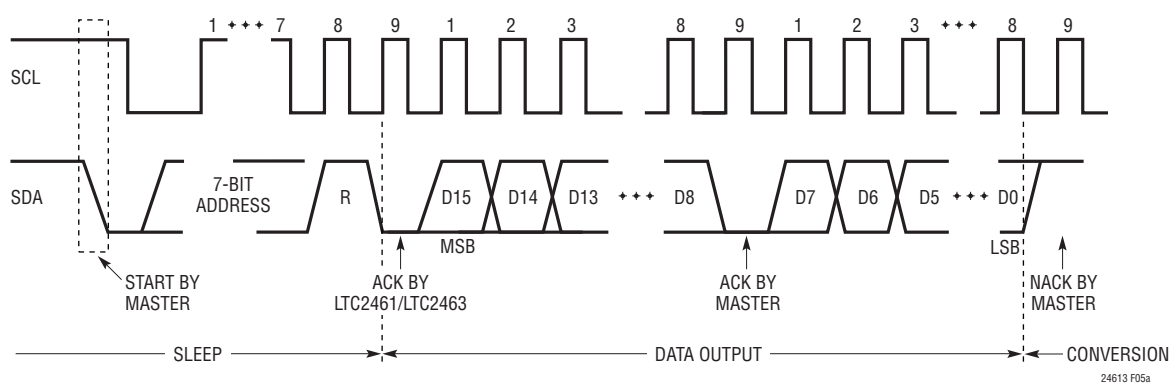 1 ✦✦✦ 7 8 9 1 2 3 8 9 1 2 3 ✦✦✦ 8 9
SCL
SDA
7-BIT
ADDRESS
R D15 D14 D13 ✦✦✦ D8 D7 D6 D5 ✦✦✦ D0
MSB LSB
START BY
MASTER
ACK BY
LTC2461/LTC2463
ACK BY
MASTER
NACK BY
MASTER
SLEEP DATA OUTPUT CONVERSION
24613 F05a